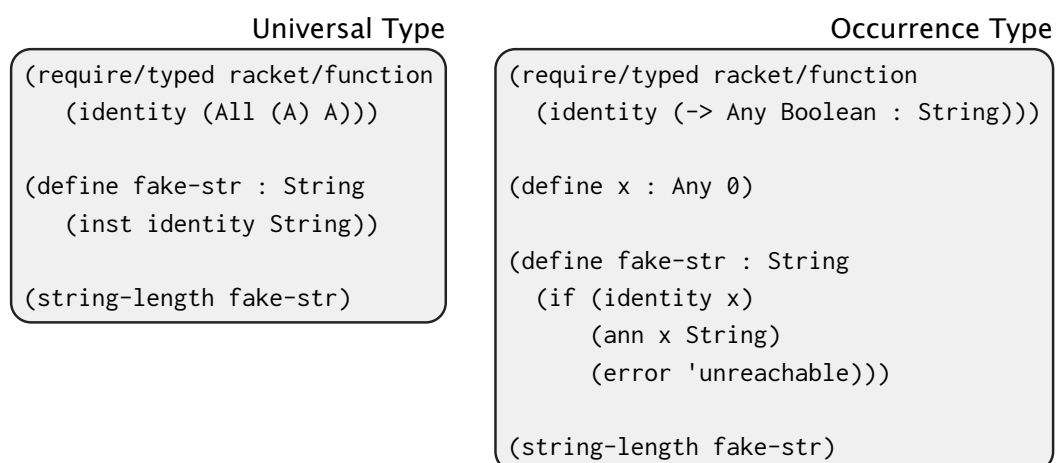 Universal Type
(require/typed racket/function
(identity (All (A) A)))
(define fake-str : String
(inst identity String))
(string-length fake-str)
Occurrence Type
(require/typed racket/function
(identity (-> Any Boolean : String)))
(define x : Any 0)
(define fake-str : String
(if (identity x)
(ann x String)
(error 'unreachable)))
(string-length fake-str)